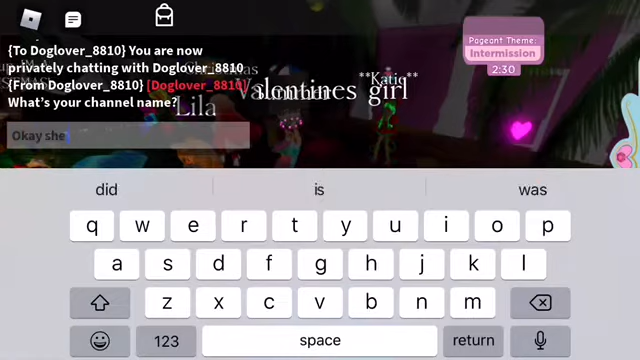 {To Doglover_8810} You are now
privately chatting with Doglover_8810
{From Doglover_8810} [Doglover_8810]
What's your channel name?
Okay she
Valentines girl
**Katie**
Lila
Pageant Theme:
Intermission
2:30
did
is
was
q w e r t y u i o p
a s d f g h j k l
z x c v b n m
123
space
return